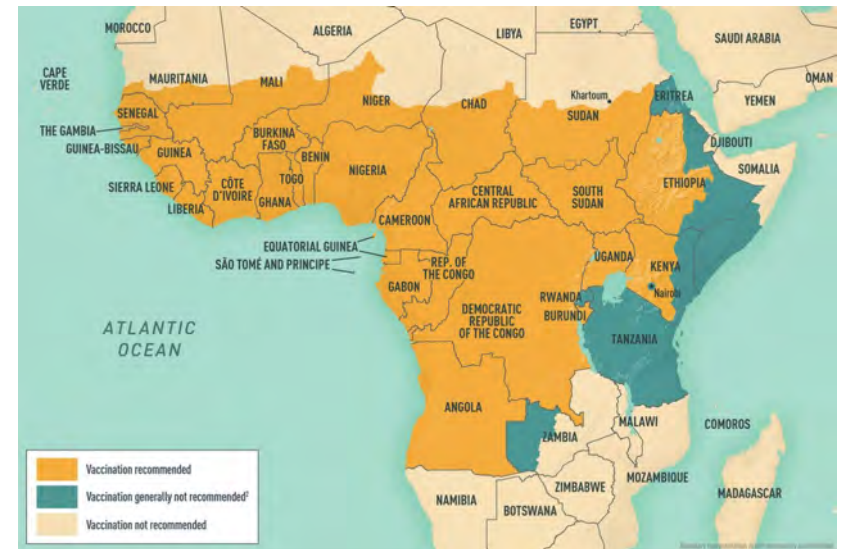 MOROCCO
ALGERIA
LIBYA
EGYPT
SAUDI ARABIA
OMAN
CAPE
VERDE
MAURITANIA
MALI
NIGER
CHAD
Khartoum
SUDAN
ERITREA
YEMEN
SENEGAL
THE GAMBIA
GUINEA-BISSAU
GUINEA
BURKINA
FASO
BENIN
NIGERIA
DJIBOUTI
SOMALIA
SIERRA LEONE
LIBERIA
CÔTE
D'IVOIRE
GHANA
TOGO
CAMEROON
CENTRAL
AFRICAN REPUBLIC
SOUTH
SUDAN
ETHIOPIA
EQUATORIAL GUINEA
SÃO TOMÉ AND PRINCIPE
GABON
REP. OF
THE CONGO
DEMOCRATIC
REPUBLIC
OF THE CONGO
UGANDA
KENYA
Nairobi
RWANDA
BURUNDI
TANZANIA
ATLANTIC
OCEAN
ANGOLA
ZAMBIA
MALAWI
COMOROS
MOZAMBIQUE
ZIMBABWE
MADAGASCAR
NAMIBIA
BOTSWANA
Vaccination recommended
Vaccination generally not recommended²
Vaccination not recommended